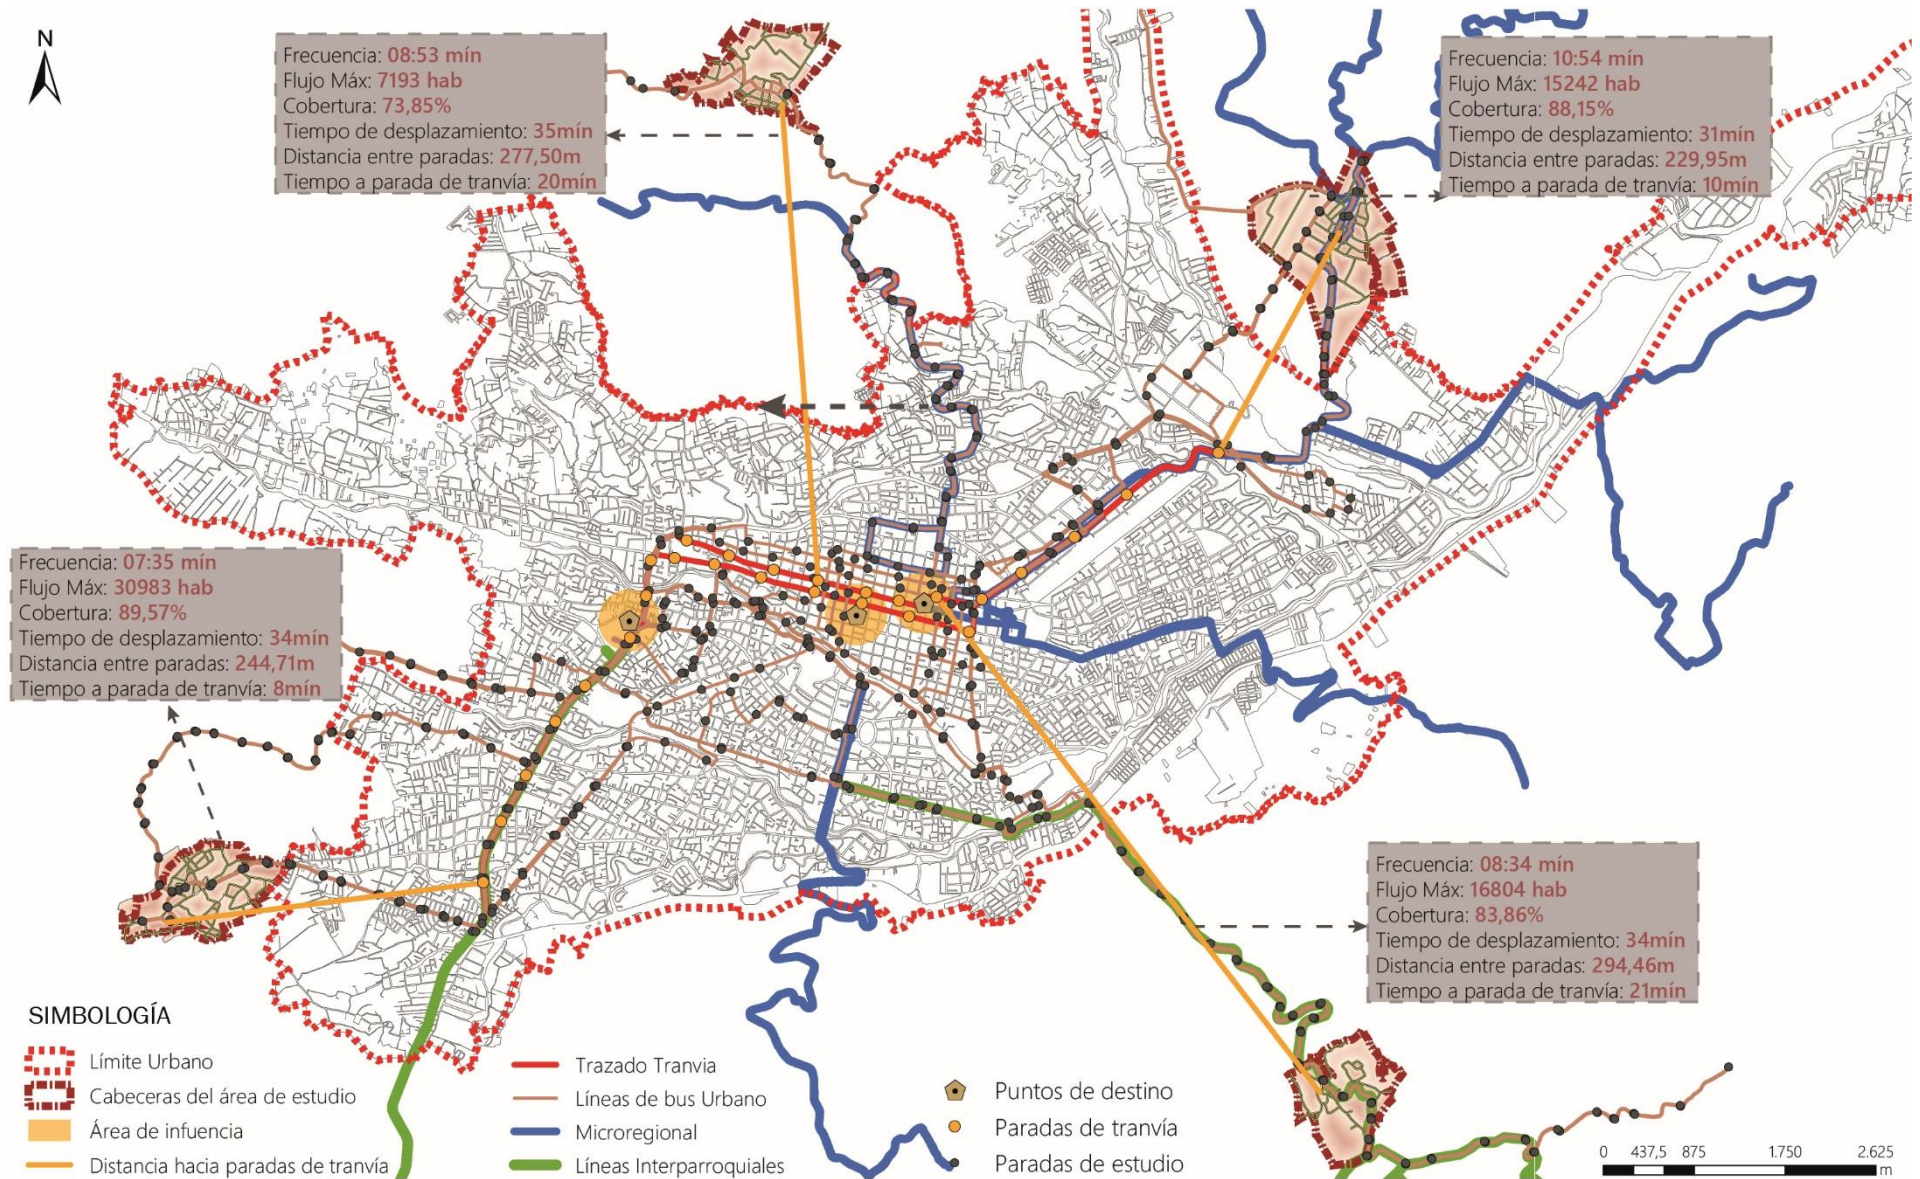 N
Frecuencia: 08:53 mín
Flujo Máx: 7193 hab
Cobertura: 73,85%
Tiempo de desplazamiento: 35mín
Distancia entre paradas: 277,50m
Tiempo a parada de tranvía: 20mín
Frecuencia: 10:54 mín
Flujo Máx: 15242 hab
Cobertura: 88,15%
Tiempo de desplazamiento: 31mín
Distancia entre paradas: 229,95m
Tiempo a parada de tranvía: 10mín
Frecuencia: 07:35 mín
Flujo Máx: 30983 hab
Cobertura: 89,57%
Tiempo de desplazamiento: 34mín
Distancia entre paradas: 244,71m
Tiempo a parada de tranvía: 8mín
Frecuencia: 08:34 mín
Flujo Máx: 16804 hab
Cobertura: 83,86%
Tiempo de desplazamiento: 34mín
Distancia entre paradas: 294,46m
Tiempo a parada de tranvía: 21mín
SIMBOLOGÍA
Límite Urbano
Cabeceras del área de estudio
Área de infuencia
Distancia hacia paradas de tranvía
Trazado Tranvia
Líneas de bus Urbano
Microregional
Líneas Interparroquiales
Puntos de destino
Paradas de tranvía
Paradas de estudio
0 437,5 875 1.750 2.625
m